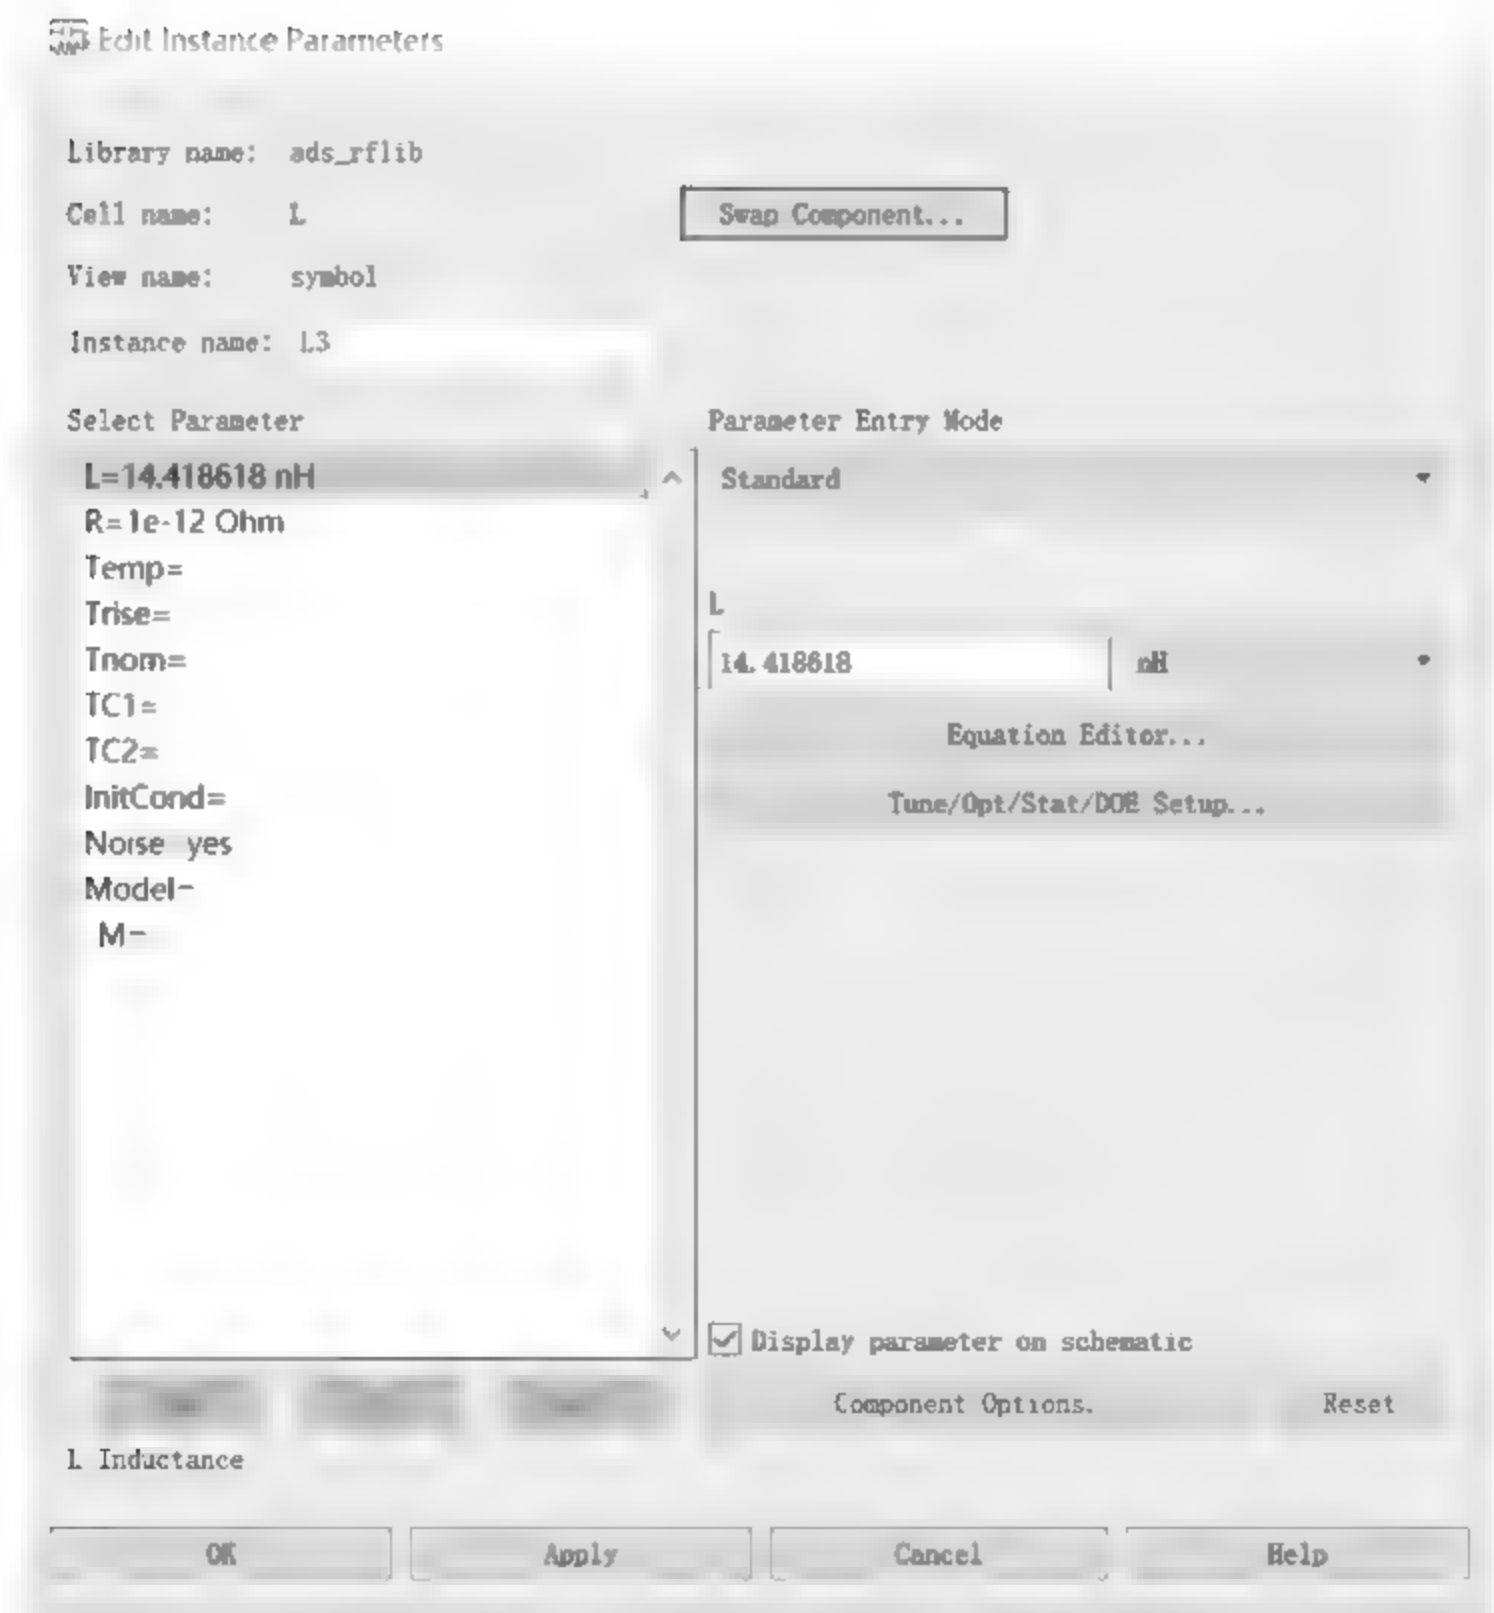 Edit Instance Parameters
Library name: ads_rflib
Cell name: L
Swap Component...
View name: symbol
Instance name: L3
Select Parameter
Parameter Entry Mode
L=14.418618 nH
Standard
R=1e-12 Ohm
Temp=
Trise=
L
Tnom=
14.418618 nH
TC1=
Equation Editor...
TC2=
InitCond=
Tune/Opt/Stat/DOE Setup...
Noise yes
Model-
M-
Display parameter on schematic
Component Options.
Reset
L Inductance
OK
Apply
Cancel
Help